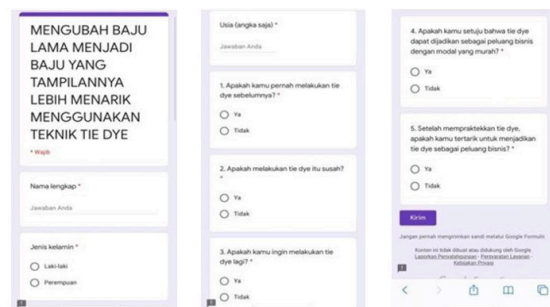 MENGUBAH BAJU
LAMA MENJADI
BAJU YANG
TAMPILANNYA
LEBIH MENARIK
MENGGUNAKAN
TEKNIK TIE DYE
* Wajib
Nama lengkap *
Jawaban Anda
Jenis kelamin *
Laki-laki
Perempuan
Usia (angka saja) *
Jawaban Anda
1. Apakah kamu pernah melakukan tie
dye sebelumnya? *
Ya
Tidak
2. Apakah melakukan tie dye itu susah?
*
Ya
Tidak
3. Apakah kamu ingin melakukan tie
dye lagi? *
Ya
Tidak
4. Apakah kamu setuju bahwa tie dye
dapat dijadikan sebagai peluang bisnis
dengan modal yang murah? *
Ya
Tidak
5. Setelah mempraktekkan tie dye,
apakah kamu tertarik untuk menjadikan
tie dye sebagai peluang bisnis? *
Ya
Tidak
Kirim
Jangan pernah mengirimkan sandi melalui Google Formulir.
Konten ini tidak dibuat atau didukung oleh Google.
Laporkan Penyalahgunaan - Persyaratan Layanan -
Kebijakan Privasi